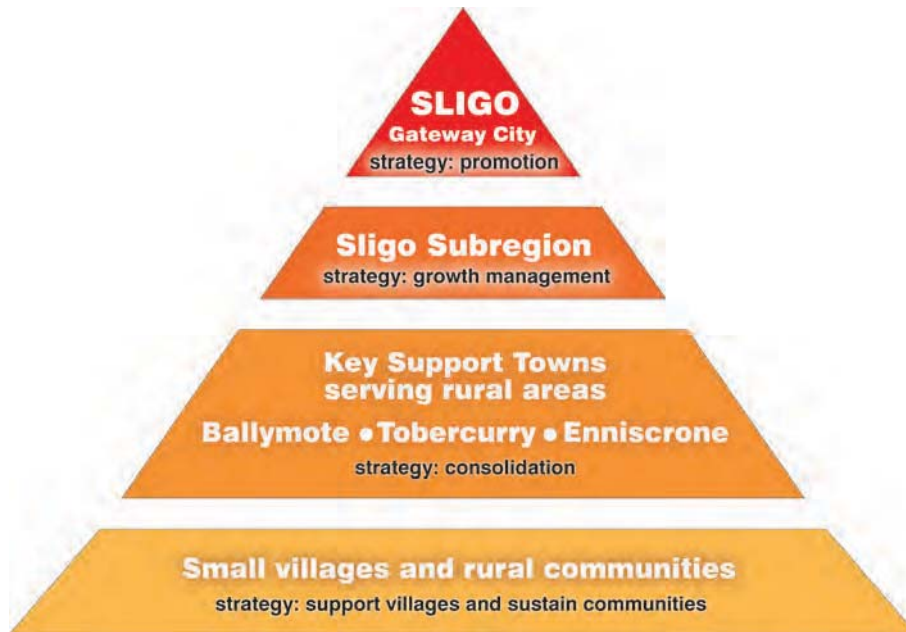 SLIGO
Gateway City
strategy: promotion
Sligo Subregion
strategy: growth management
Key Support Towns
serving rural areas
Ballymote • Tobercurry • Enniscrone
strategy: consolidation
Small villages and rural communities
strategy: support villages and sustain communities